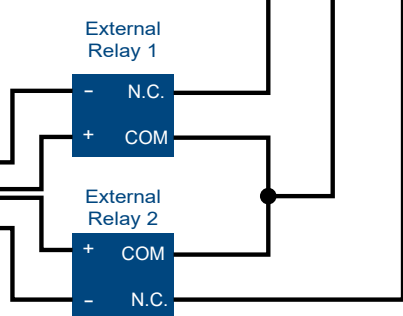 External
Relay 1
– N.C.
+ COM
External
Relay 2
+ COM
– N.C.